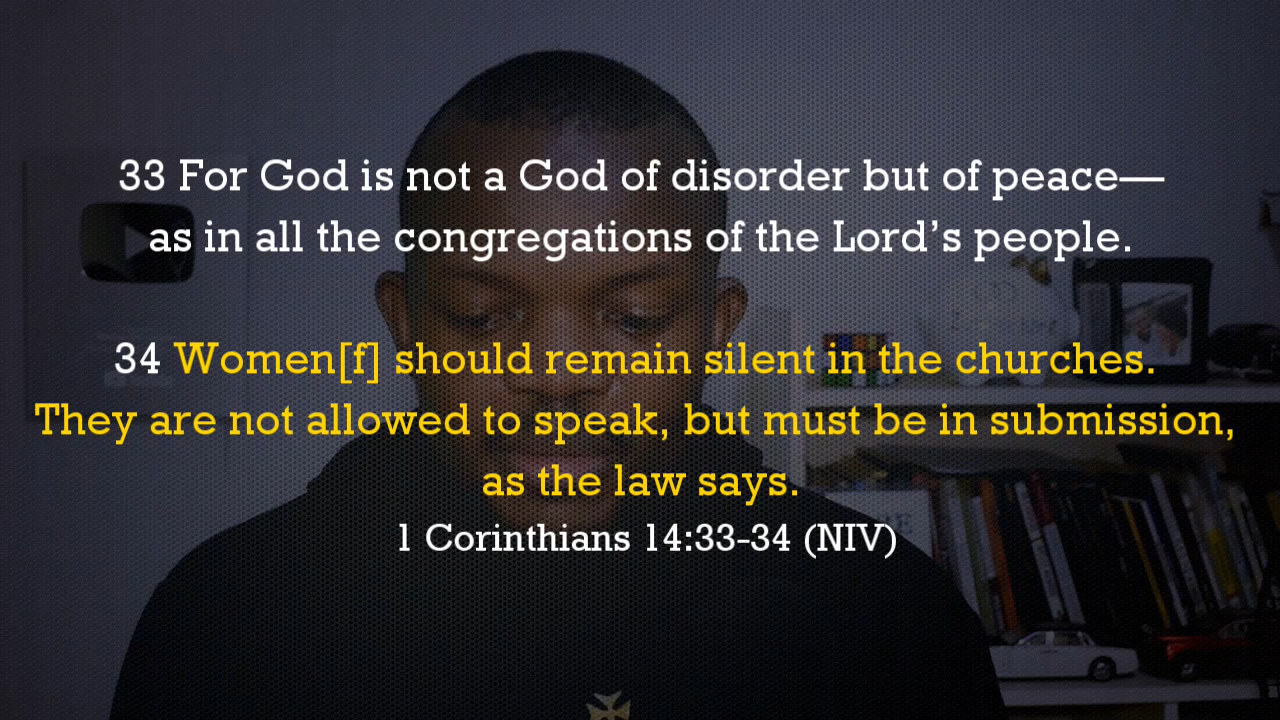 33 For God is not a God of disorder but of peace—
as in all the congregations of the Lord’s people.
34 Women[f] should remain silent in the churches.
They are not allowed to speak, but must be in submission,
as the law says.
1 Corinthians 14:33-34 (NIV)